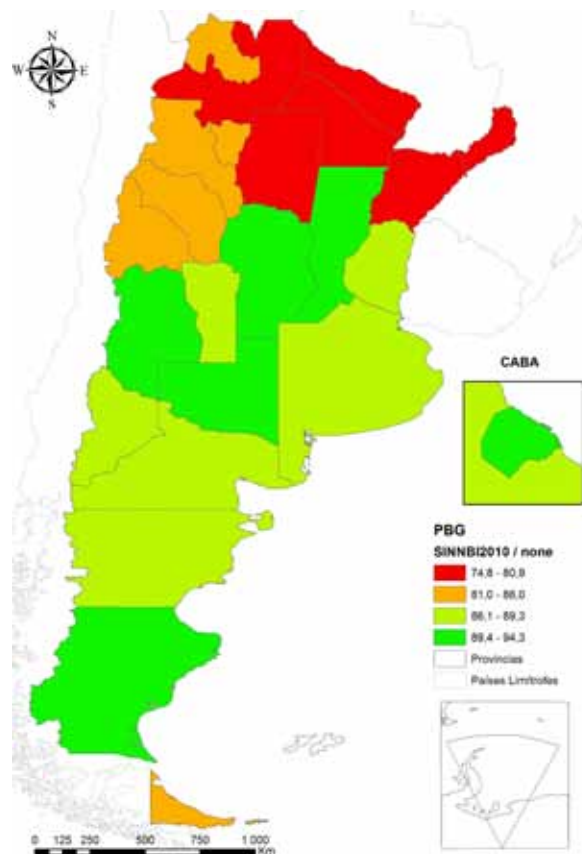 N
W E
S
CABA
PBG
SINNBI2010 / none
74,8 - 80,9
81,0 - 86,0
86,1 - 89,3
89,4 - 94,3
Provincias
Países Limítrofes
0 125 250 500 750 1.000
Km